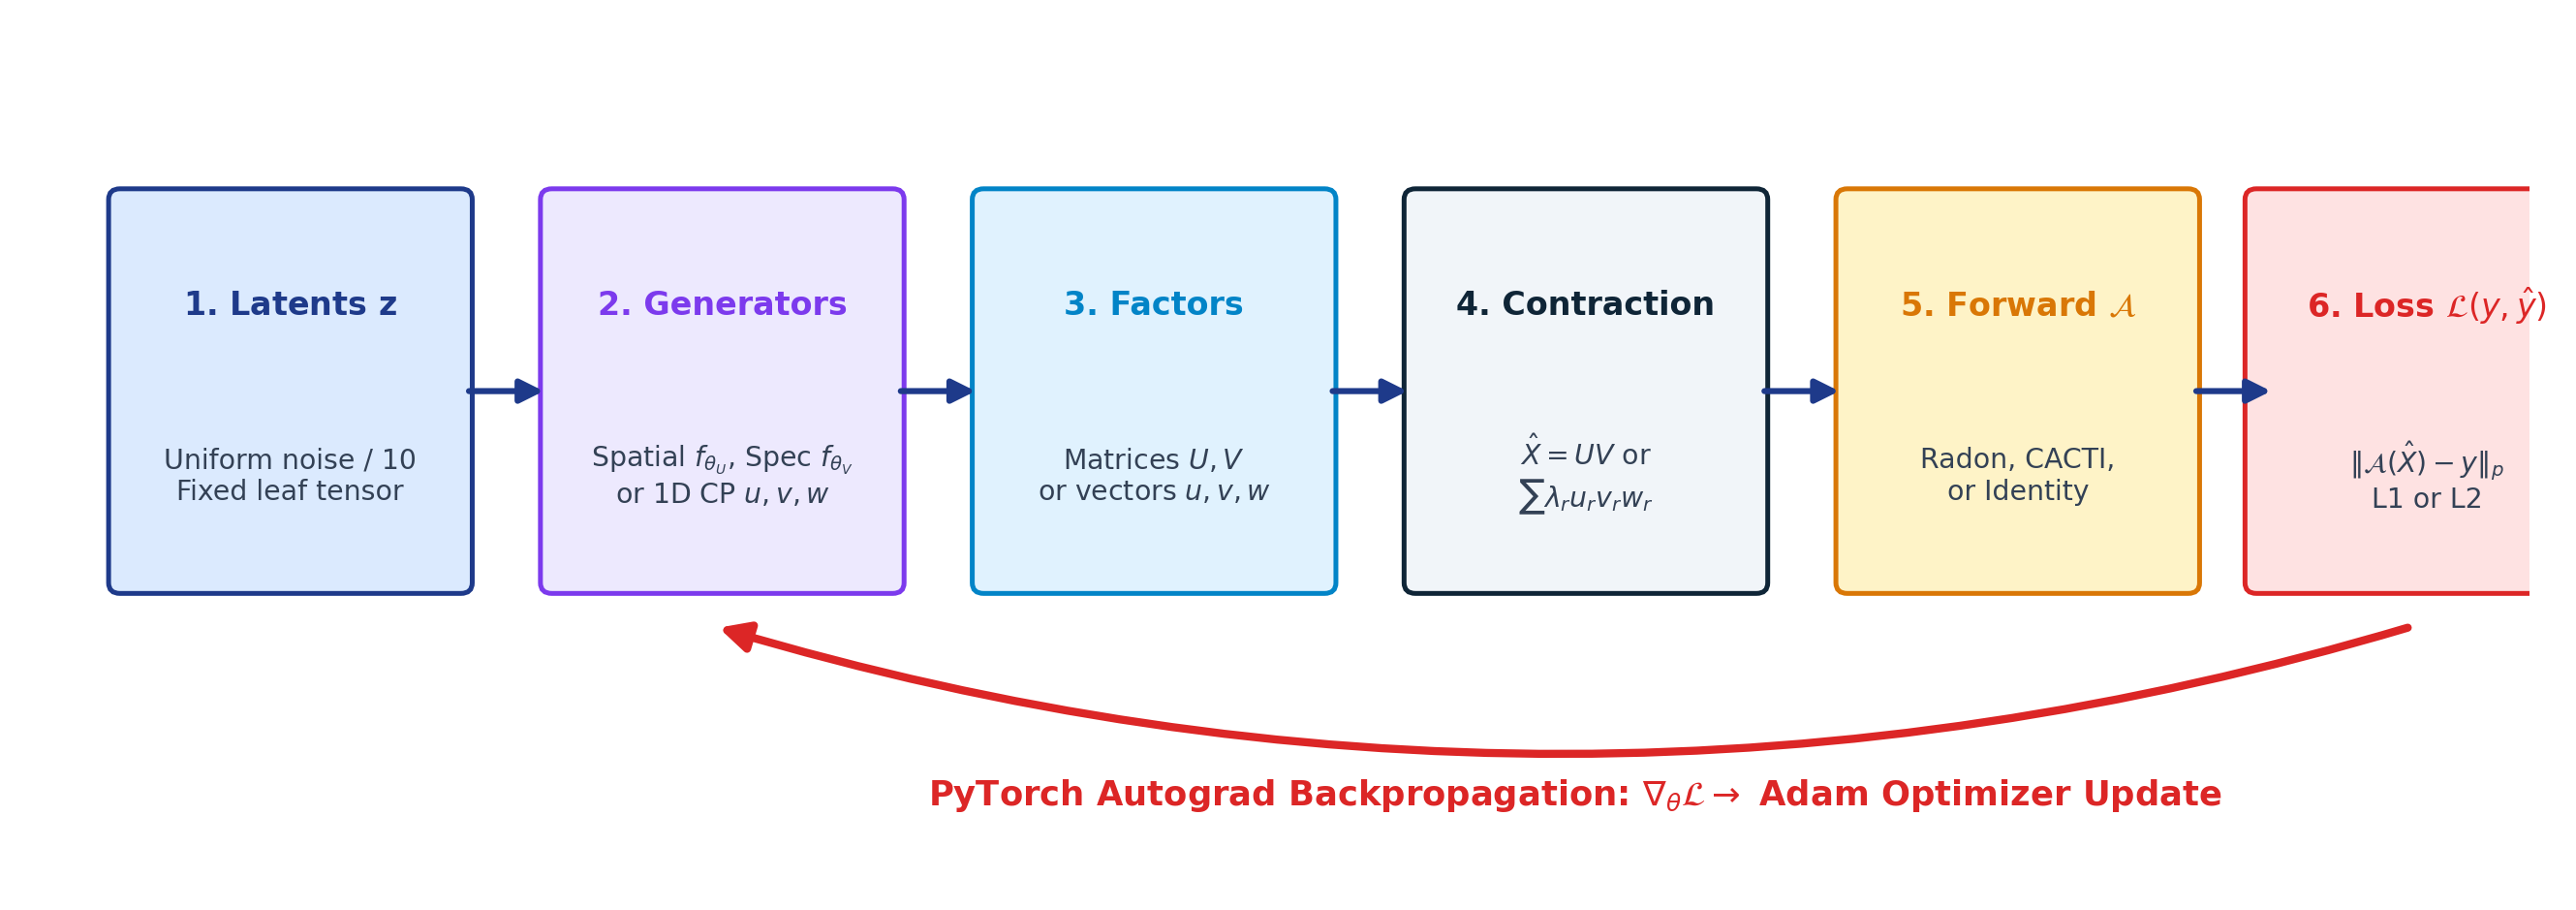 1. Latents z
Uniform noise / 10
Fixed leaf tensor
2. Generators
Spatial $f_{\theta_U}$, Spec $f_{\theta_V}$
or 1D CP $u, v, w$
3. Factors
Matrices $U, V$
or vectors $u, v, w$
4. Contraction
$\hat{X} = UV$ or
$\sum \lambda_r u_r v_r w_r$
5. Forward $\mathcal{A}$
Radon, CACTI,
or Identity
6. Loss $\mathcal{L}(y, \hat{y})$
$\|\mathcal{A}(\hat{X}) - y\|_p$
L1 or L2
PyTorch Autograd Backpropagation: $\nabla_\theta \mathcal{L} \rightarrow$ Adam Optimizer Update